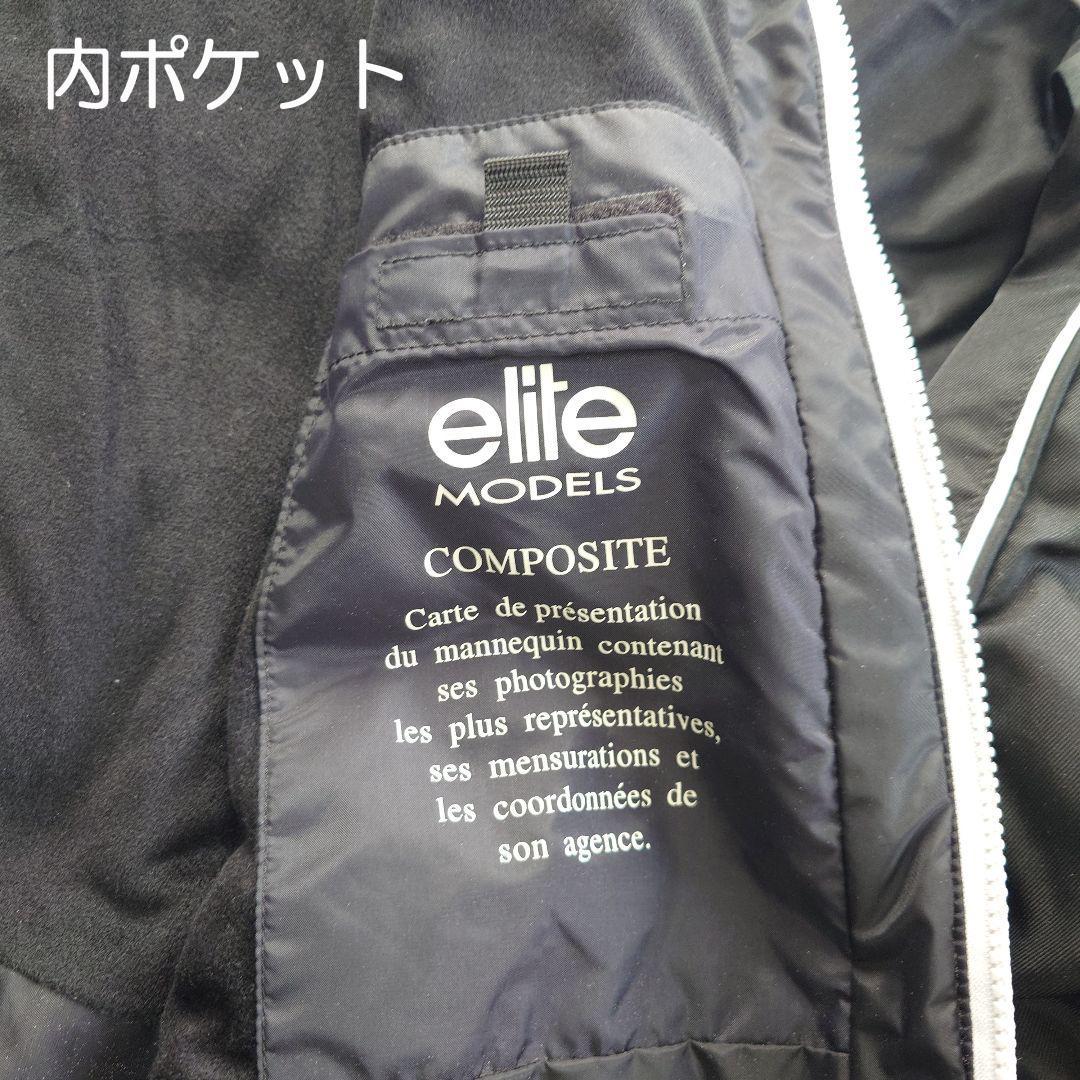 内ポケット
elite
MODELS
COMPOSITE
Carte de présentation
du mannequin contenant
ses photographies
les plus représentatives,
ses mensurations et
les coordonnées de
son agence.